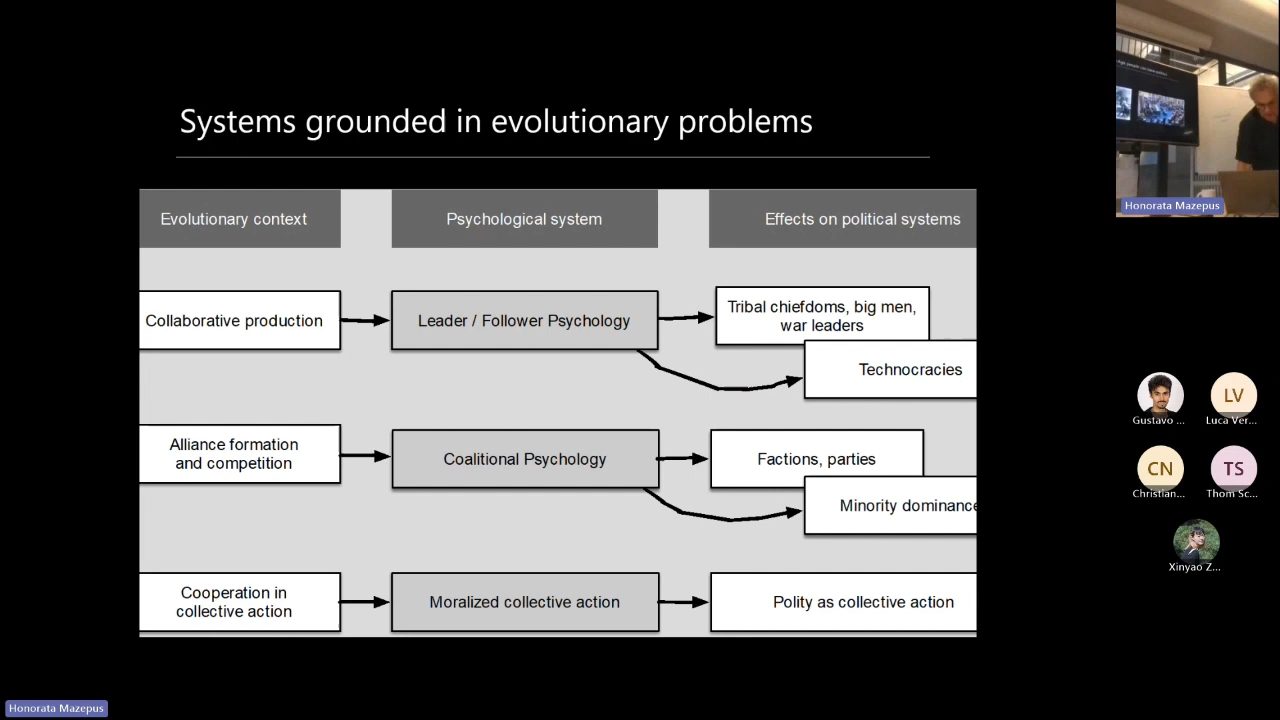 Systems grounded in evolutionary problems
Evolutionary context
Psychological system
Effects on political systems
Collaborative production
Leader / Follower Psychology
Tribal chiefdoms, big men,
war leaders
Technocracies
Alliance formation
and competition
Coalitional Psychology
Factions, parties
Minority dominance
Cooperation in
collective action
Moralized collective action
Polity as collective action
Honorata Mazepus
Gustavo ...
LV
Luca Ver...
CN
Christian...
TS
Thom Sc...
Xinyao Z...
Honorata Mazepus